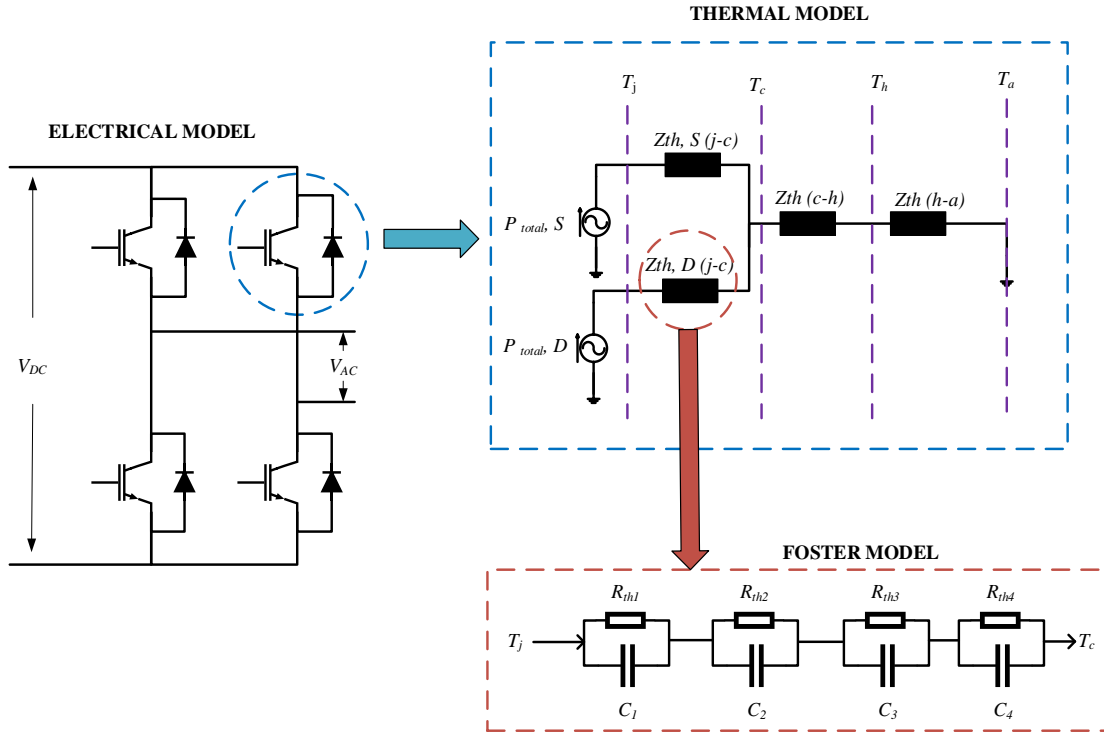 THERMAL MODEL
ELECTRICAL MODEL
Tj
Tc
Th
Ta
Zth, S (j-c)
Zth (c-h)
Zth (h-a)
P total, S
Zth, D (j-c)
P total, D
VDC
VAC
FOSTER MODEL
Rth1
Rth2
Rth3
Rth4
Tj
Tc
C1
C2
C3
C4